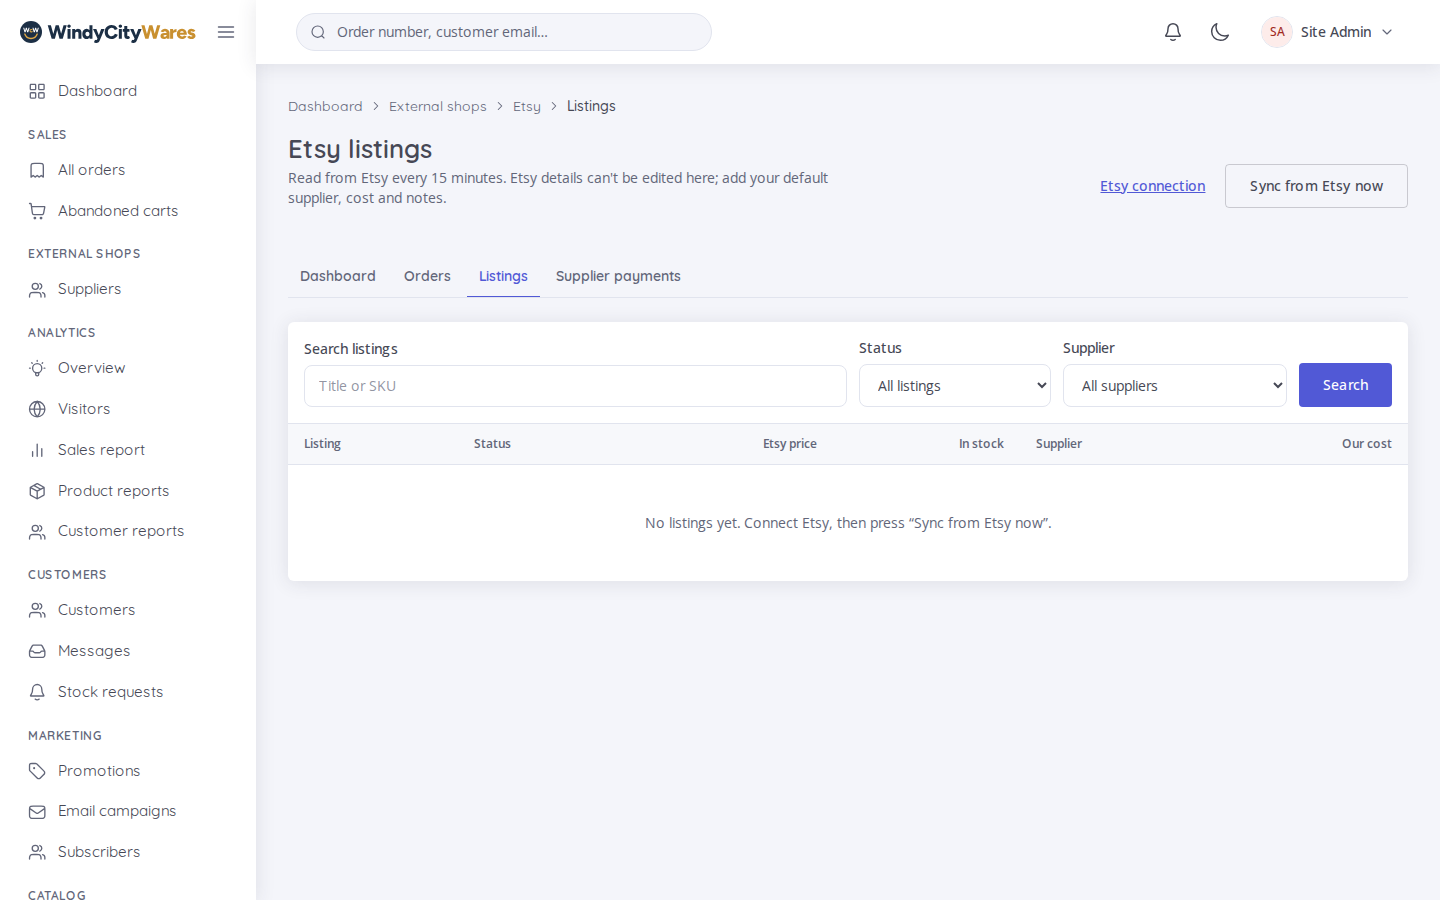 WindyCityWares
Order number, customer email...
SA
Site Admin
Dashboard
SALES
All orders
Abandoned carts
EXTERNAL SHOPS
Suppliers
ANALYTICS
Overview
Visitors
Sales report
Product reports
Customer reports
CUSTOMERS
Customers
Messages
Stock requests
MARKETING
Promotions
Email campaigns
Subscribers
CATALOG
Dashboard > External shops > Etsy > Listings
Etsy listings
Read from Etsy every 15 minutes. Etsy details can't be edited here; add your default
supplier, cost and notes.
Etsy connection
Sync from Etsy now
Dashboard Orders Listings Supplier payments
Search listings Status Supplier
Title or SKU All listings All suppliers Search
Listing Status Etsy price In stock Supplier Our cost
No listings yet. Connect Etsy, then press “Sync from Etsy now”.